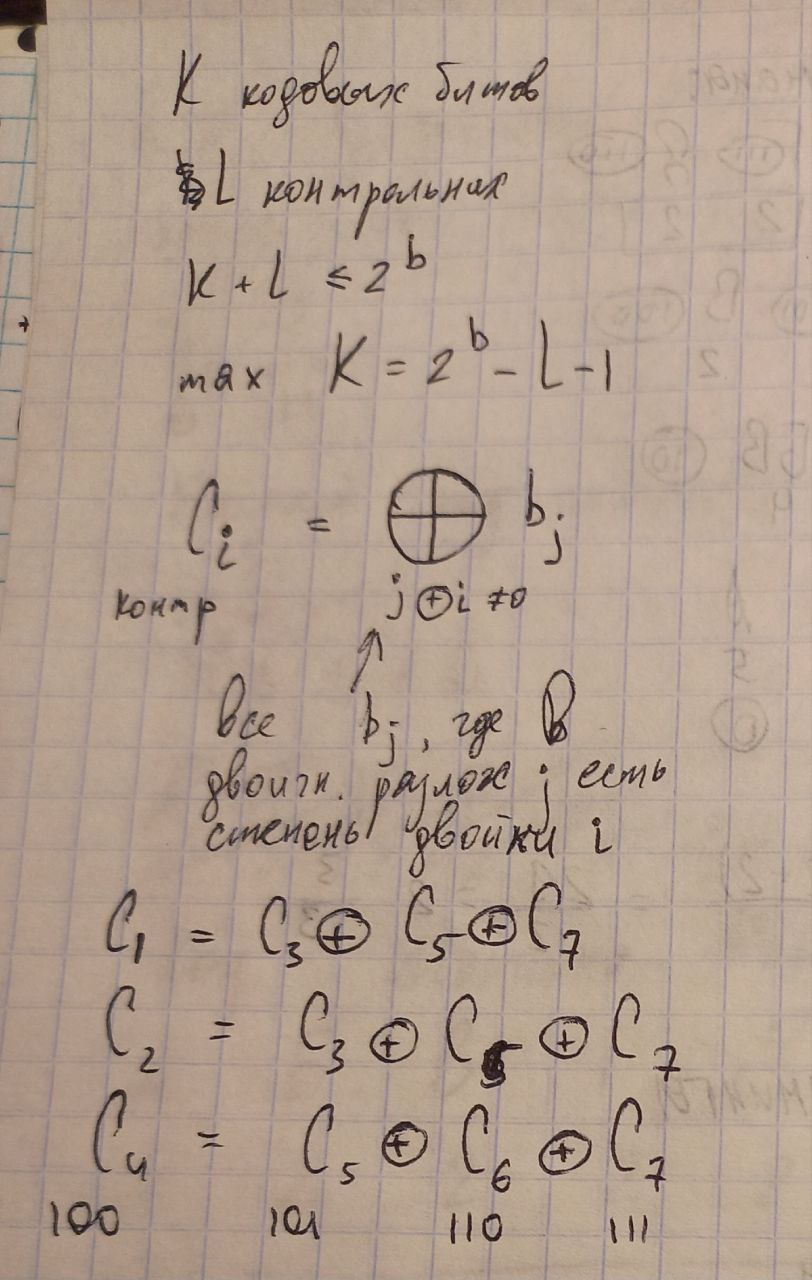 K кодовых битов
L контрольных
K + L ≤ 2^b
max K = 2^b - L - 1
C_i = ⊕ b_j
контр j ⊕ i ≠ 0
все b_j, где в
двоичн. разлож j есть
степень двойки i
C_1 = C_3 ⊕ C_5 ⊕ C_7
C_2 = C_3 ⊕ C_6 ⊕ C_7
C_4 = C_5 ⊕ C_6 ⊕ C_7
100 101 110 111